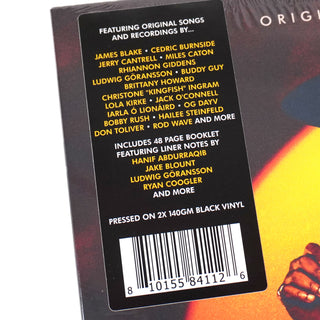 ORIGI
FEATURING ORIGINAL SONGS
AND RECORDINGS BY...
JAMES BLAKE • CEDRIC BURNSIDE
JERRY CANTRELL • MILES CATON
RHIANNON GIDDENS
LUDWIG GÖRANSSON • BUDDY GUY
BRITTANY HOWARD
CHRISTONE "KINGFISH" INGRAM
LOLA KIRKE • JACK O'CONNELL
IARLA Ó LIONÁIRD • OG DAYV
BOBBY RUSH • HAILEE STEINFELD
DON TOLIVER • ROD WAVE AND MORE
INCLUDES 48 PAGE BOOKLET
FEATURING LINER NOTES BY
HANIF ABDURRAQIB
JAKE BLOUNT
LUDWIG GÖRANSSON
RYAN COOGLER
AND MORE
PRESSED ON 2X 140GM BLACK VINYL
8 10155 84112 6